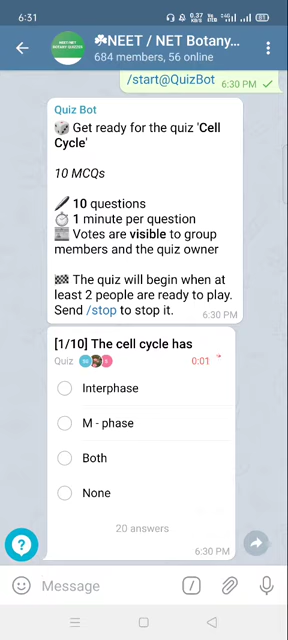 6:31
0.37 KB/S
☘NEET / NET Botany...
684 members, 56 online
/start@QuizBot 6:30 PM
Quiz Bot
🎲 Get ready for the quiz 'Cell
Cycle'
10 MCQs
🖊 10 questions
⏱ 1 minute per question
📰 Votes are visible to group
members and the quiz owner
🏁 The quiz will begin when at
least 2 people are ready to play.
Send /stop to stop it.
6:30 PM
[1/10] The cell cycle has
Quiz 0:01
Interphase
M - phase
Both
None
20 answers
6:30 PM
Message